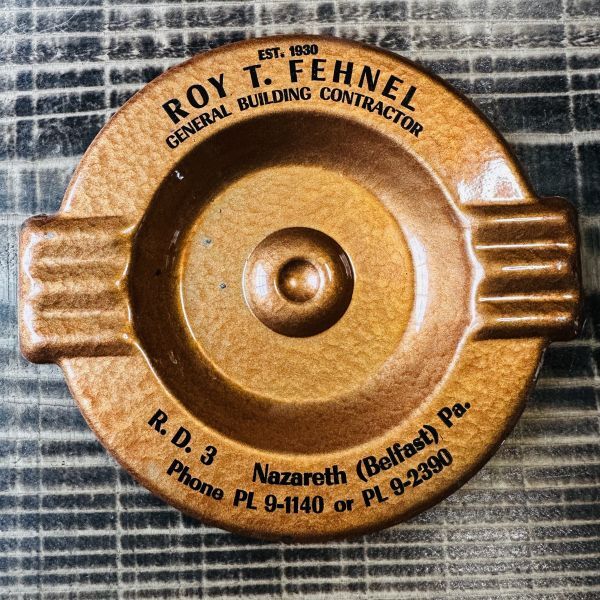 EST. 1930
ROY T. FEHNEL
GENERAL BUILDING CONTRACTOR
R. D. 3 Nazareth (Belfast) Pa.
Phone PL 9-1140 or PL 9-2390